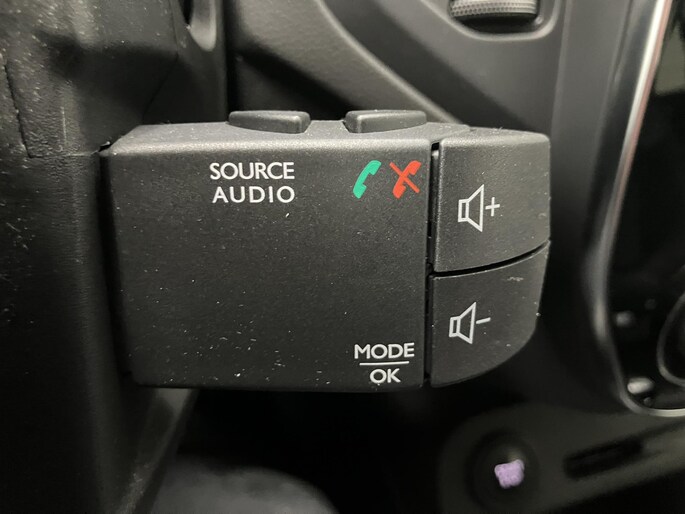 SOURCE
AUDIO
+
-
MODE
OK